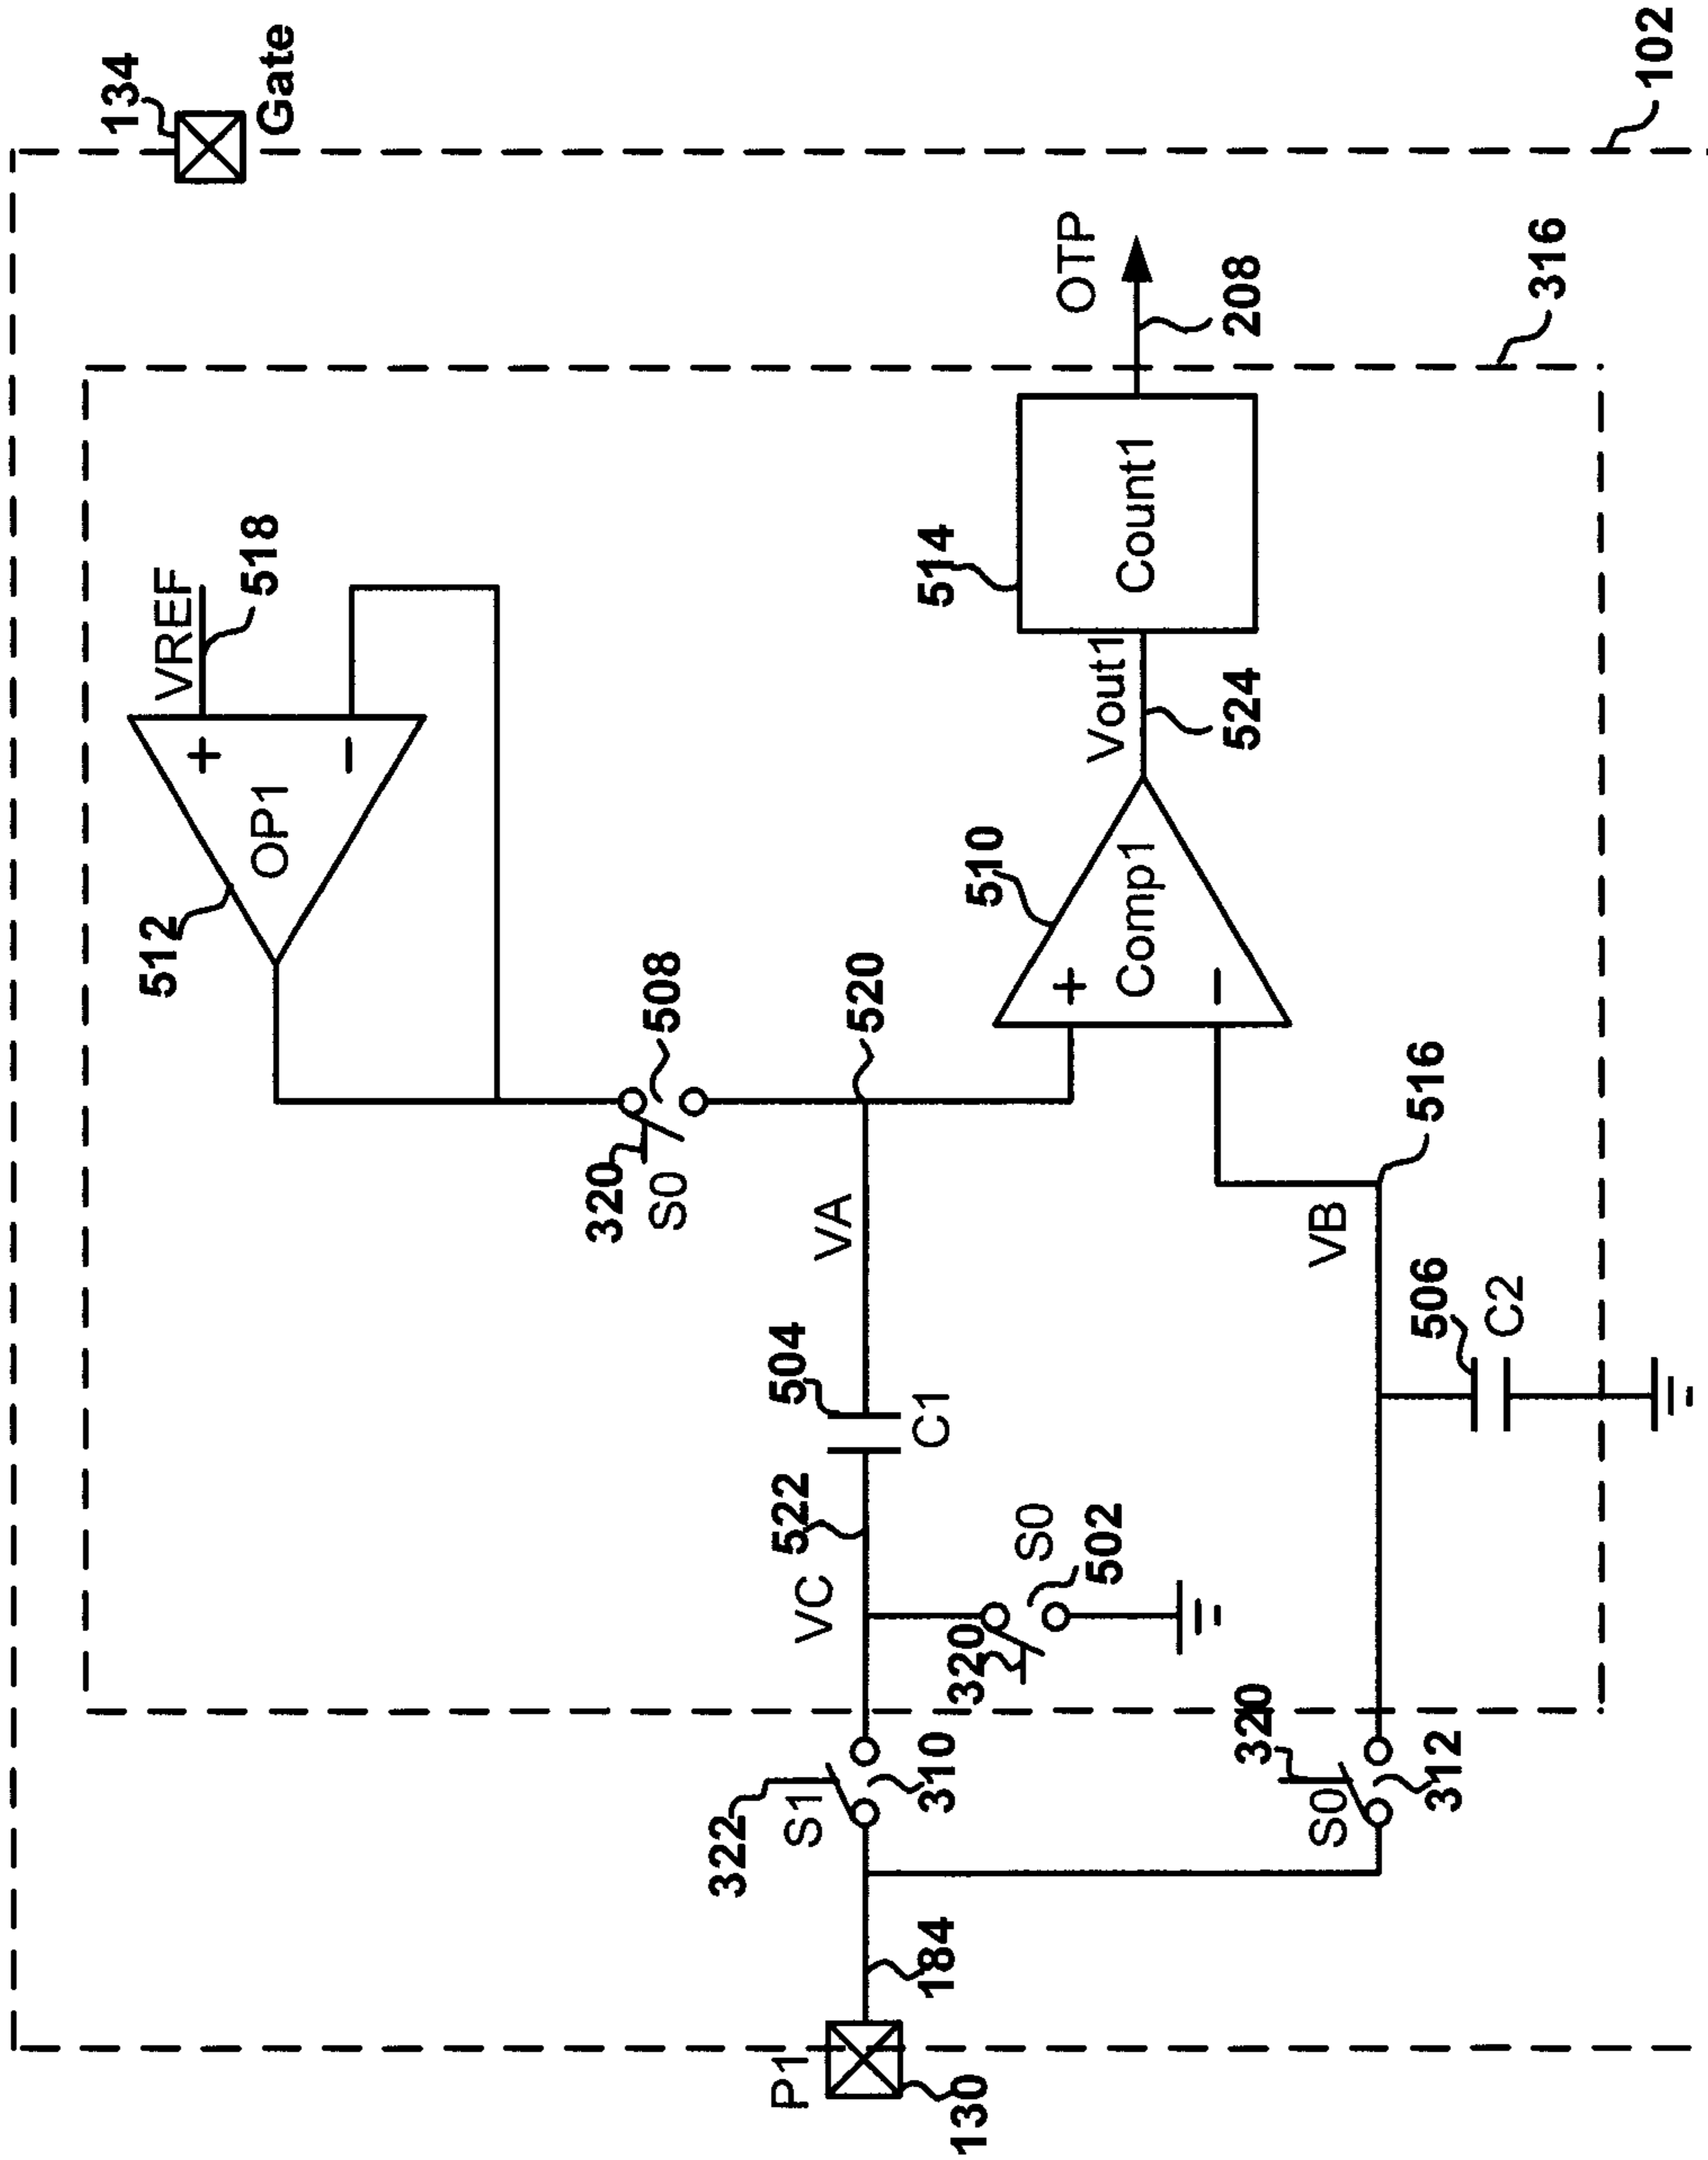 134
Gate
102
VREF
518
OP1
512
320
S0
508
520
VA
504
C1
522
VC
S0
502
320
510
Comp1
Vout1
524
514
Count1
OTP
208
316
516
VB
506
C2
322
S1
310
320
S0
312
184
P1
130